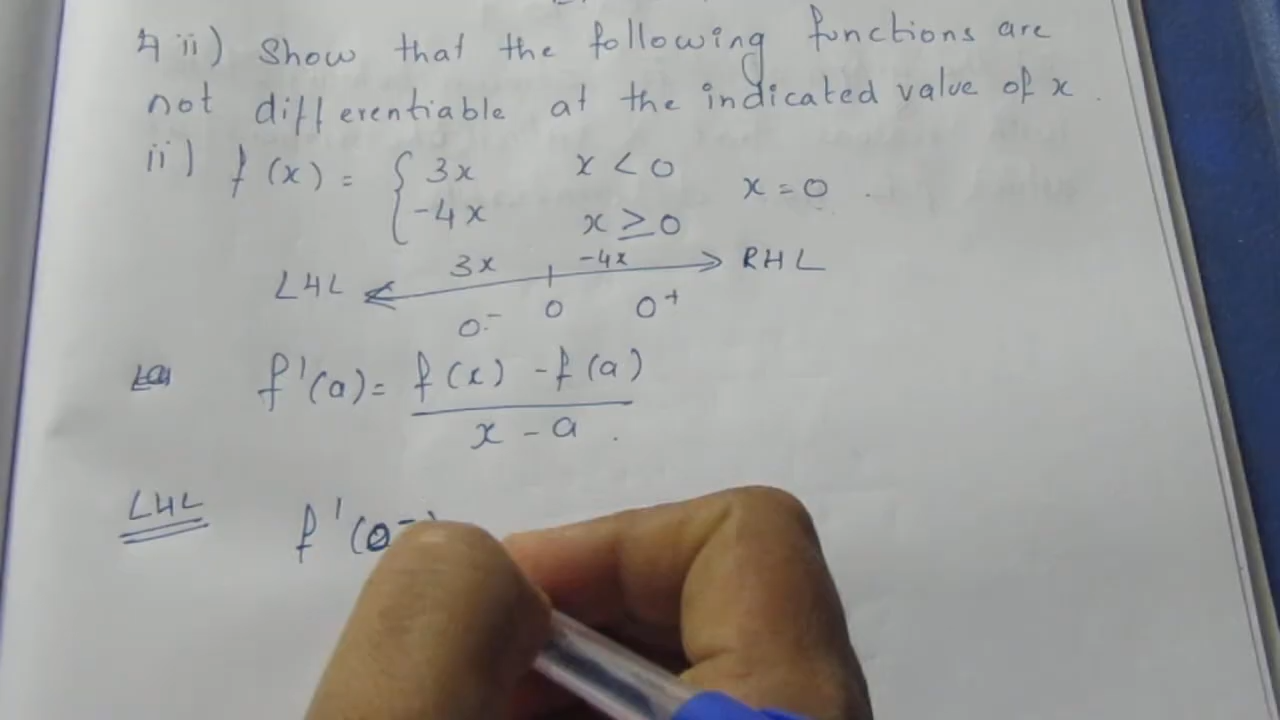 4 ii) Show that the following functions are
not differentiable at the indicated value of x.
ii) f(x) = { 3x x < 0 x = 0.
-4x x ≥ 0
LHL 3x -4x RHL
0- 0 0+
f'(a) = f(x) - f(a)
x - a.
LHL f'(0-)